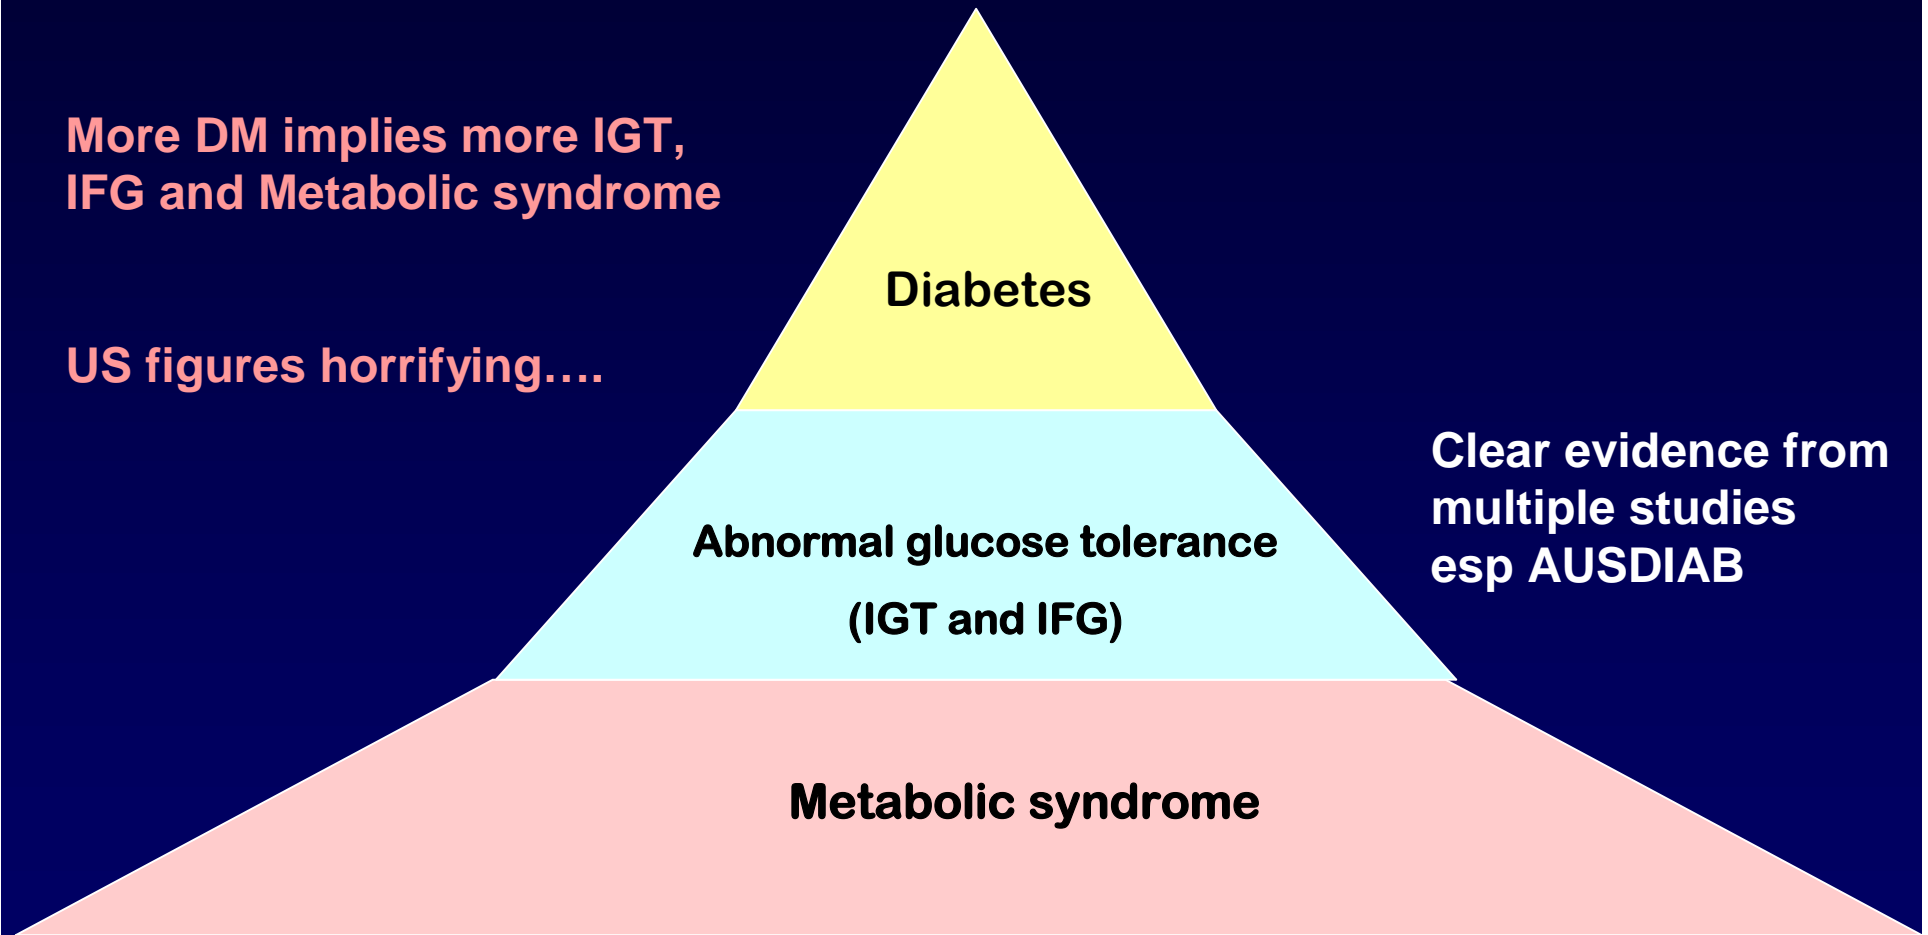 More DM implies more IGT,
IFG and Metabolic syndrome
US figures horrifying....
Diabetes
Clear evidence from
multiple studies
esp AUSDIAB
Abnormal glucose tolerance
(IGT and IFG)
Metabolic syndrome